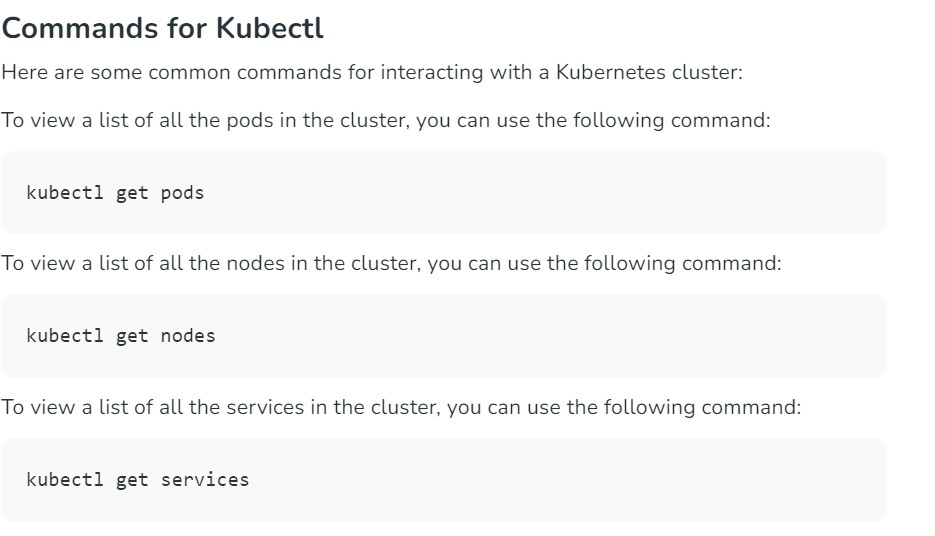 Commands for Kubectl
Here are some common commands for interacting with a Kubernetes cluster:
To view a list of all the pods in the cluster, you can use the following command:
kubectl get pods
To view a list of all the nodes in the cluster, you can use the following command:
kubectl get nodes
To view a list of all the services in the cluster, you can use the following command:
kubectl get services